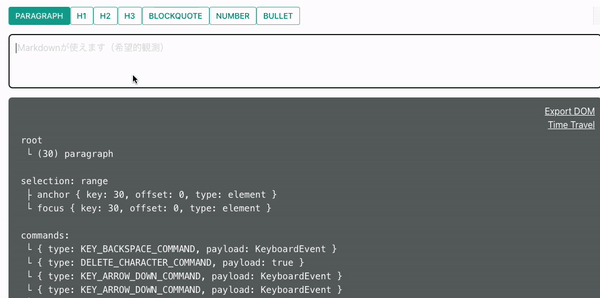 PARAGRAPH H1 H2 H3 BLOCKQUOTE NUMBER BULLET
Markdownが使えます（希望的観測）
Export DOM
Time Travel
root
└ (30) paragraph
selection: range
├ anchor { key: 30, offset: 0, type: element }
└ focus { key: 30, offset: 0, type: element }
commands:
└ { type: KEY_BACKSPACE_COMMAND, payload: KeyboardEvent }
└ { type: DELETE_CHARACTER_COMMAND, payload: true }
└ { type: KEY_ARROW_DOWN_COMMAND, payload: KeyboardEvent }
└ { type: KEY_ARROW_DOWN_COMMAND, payload: KeyboardEvent }